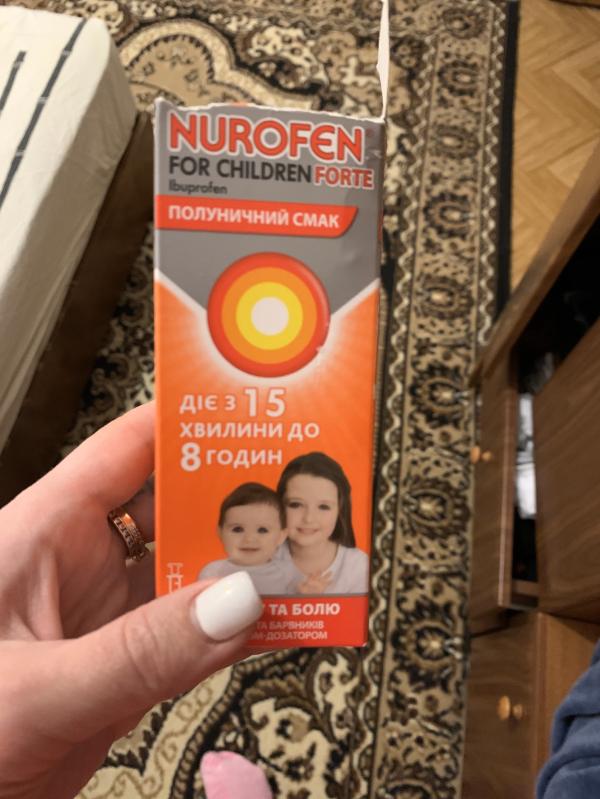 NUROFEN®
FOR CHILDREN FORTE
Ibuprofen
ПОЛУНИЧНИЙ СМАК
ДІЄ З 15
ХВИЛИНИ ДО
8 ГОДИН
У ТА БОЛЮ
ТА БАРВНИКІВ
М-ДОЗАТОРОМ